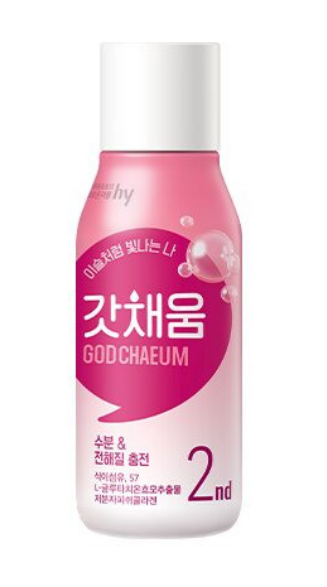 hy
이슬처럼 빛나는 나
갓채움
GODCHAEUM
수분 &
전해질 충전
식이섬유, 57
L-글루타치온효모추출물
저분자피쉬콜라겐
2nd